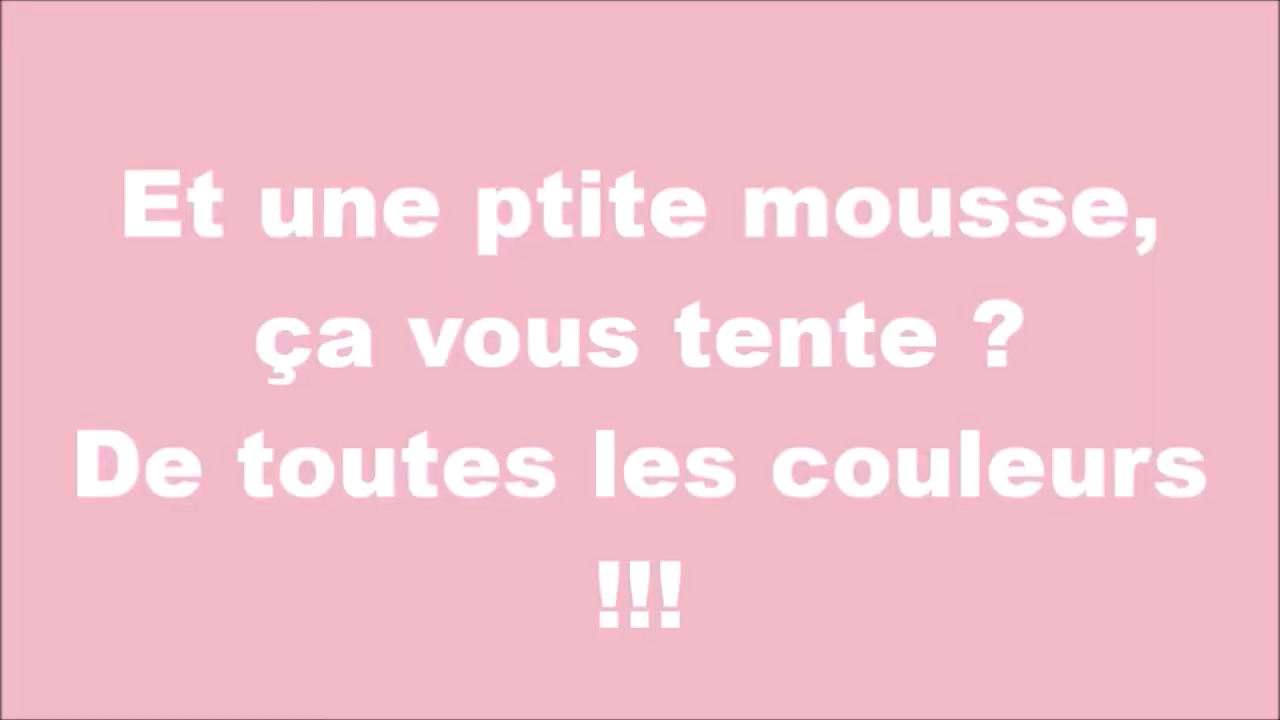 Et une ptite mousse,
ça vous tente ?
De toutes les couleurs
!!!